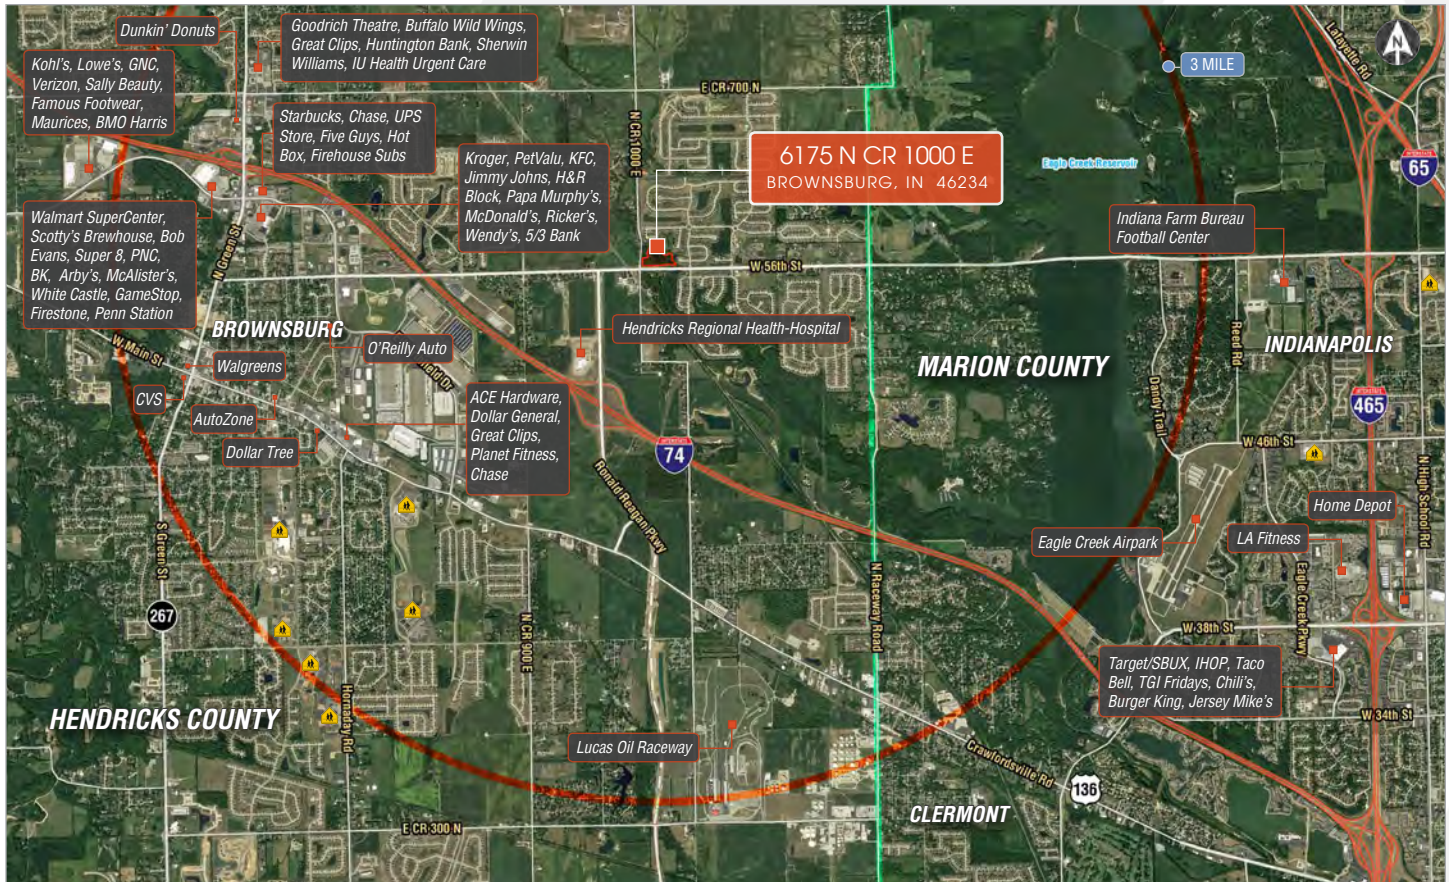 Dunkin' Donuts
Goodrich Theatre, Buffalo Wild Wings,
Great Clips, Huntington Bank, Sherwin
Williams, IU Health Urgent Care
Kohl's, Lowe's, GNC,
Verizon, Sally Beauty,
Famous Footwear,
Maurices, BMO Harris
Starbucks, Chase, UPS
Store, Five Guys, Hot
Box, Firehouse Subs
Kroger, PetValu, KFC,
Jimmy Johns, H&R
Block, Papa Murphy's,
McDonald's, Ricker's,
Wendy's, 5/3 Bank
E CR 700 N
N CR 1000 E
6175 N CR 1000 E
BROWNSBURG, IN 46234
Eagle Creek Reservoir
3 MILE
Lafayette Rd
N
INTERSTATE
65
Walmart SuperCenter,
Scotty's Brewhouse, Bob
Evans, Super 8, PNC,
BK, Arby's, McAlister's,
White Castle, GameStop,
Firestone, Penn Station
N Green St
W 56th St
Indiana Farm Bureau
Football Center
BROWNSBURG
O'Reilly Auto
field Dr
Hendricks Regional Health-Hospital
MARION COUNTY
Reed Rd
INDIANAPOLIS
W Main St
Walgreens
CVS
AutoZone
Dollar Tree
ACE Hardware,
Dollar General,
Great Clips,
Planet Fitness,
Chase
INTERSTATE
74
Dandy Trail
INTERSTATE
465
W 46th St
N High School Rd
Ronald Reagan Pkwy
Home Depot
LA Fitness
Eagle Creek Airpark
Eagle Creek Pkwy
S Green St
267
N CR 900 E
N Raceway Road
W 38th St
Target/SBUX, IHOP, Taco
Bell, TGI Fridays, Chili's,
Burger King, Jersey Mike's
W 34th St
HENDRICKS COUNTY
Hornaday Rd
Lucas Oil Raceway
Crawfordsville Rd
136
CLERMONT
E CR 300 N